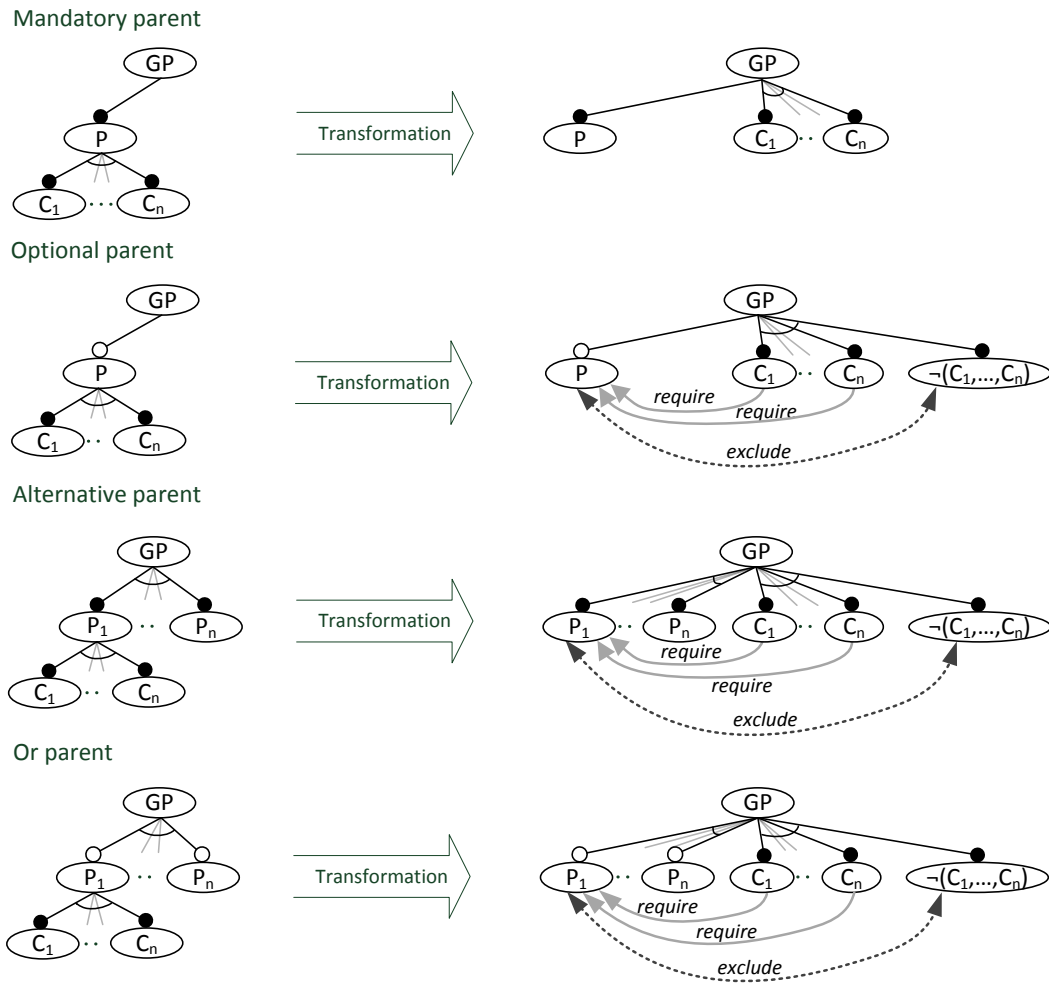 Mandatory parent
GP GP
P Transformation P C₁ ·· Cₙ
C₁ ··· Cₙ
Optional parent
GP GP
P Transformation P C₁ ·· Cₙ ¬(C₁,...,Cₙ)
require
require
C₁ ·· Cₙ
exclude
Alternative parent
GP GP
P₁ ·· Pₙ Transformation P₁ ·· Pₙ C₁ ·· Cₙ ¬(C₁,...,Cₙ)
require
C₁ ·· Cₙ require
exclude
Or parent
GP GP
P₁ ·· Pₙ Transformation P₁ ·· Pₙ C₁ ·· Cₙ ¬(C₁,...,Cₙ)
require
require
C₁ ·· Cₙ
exclude